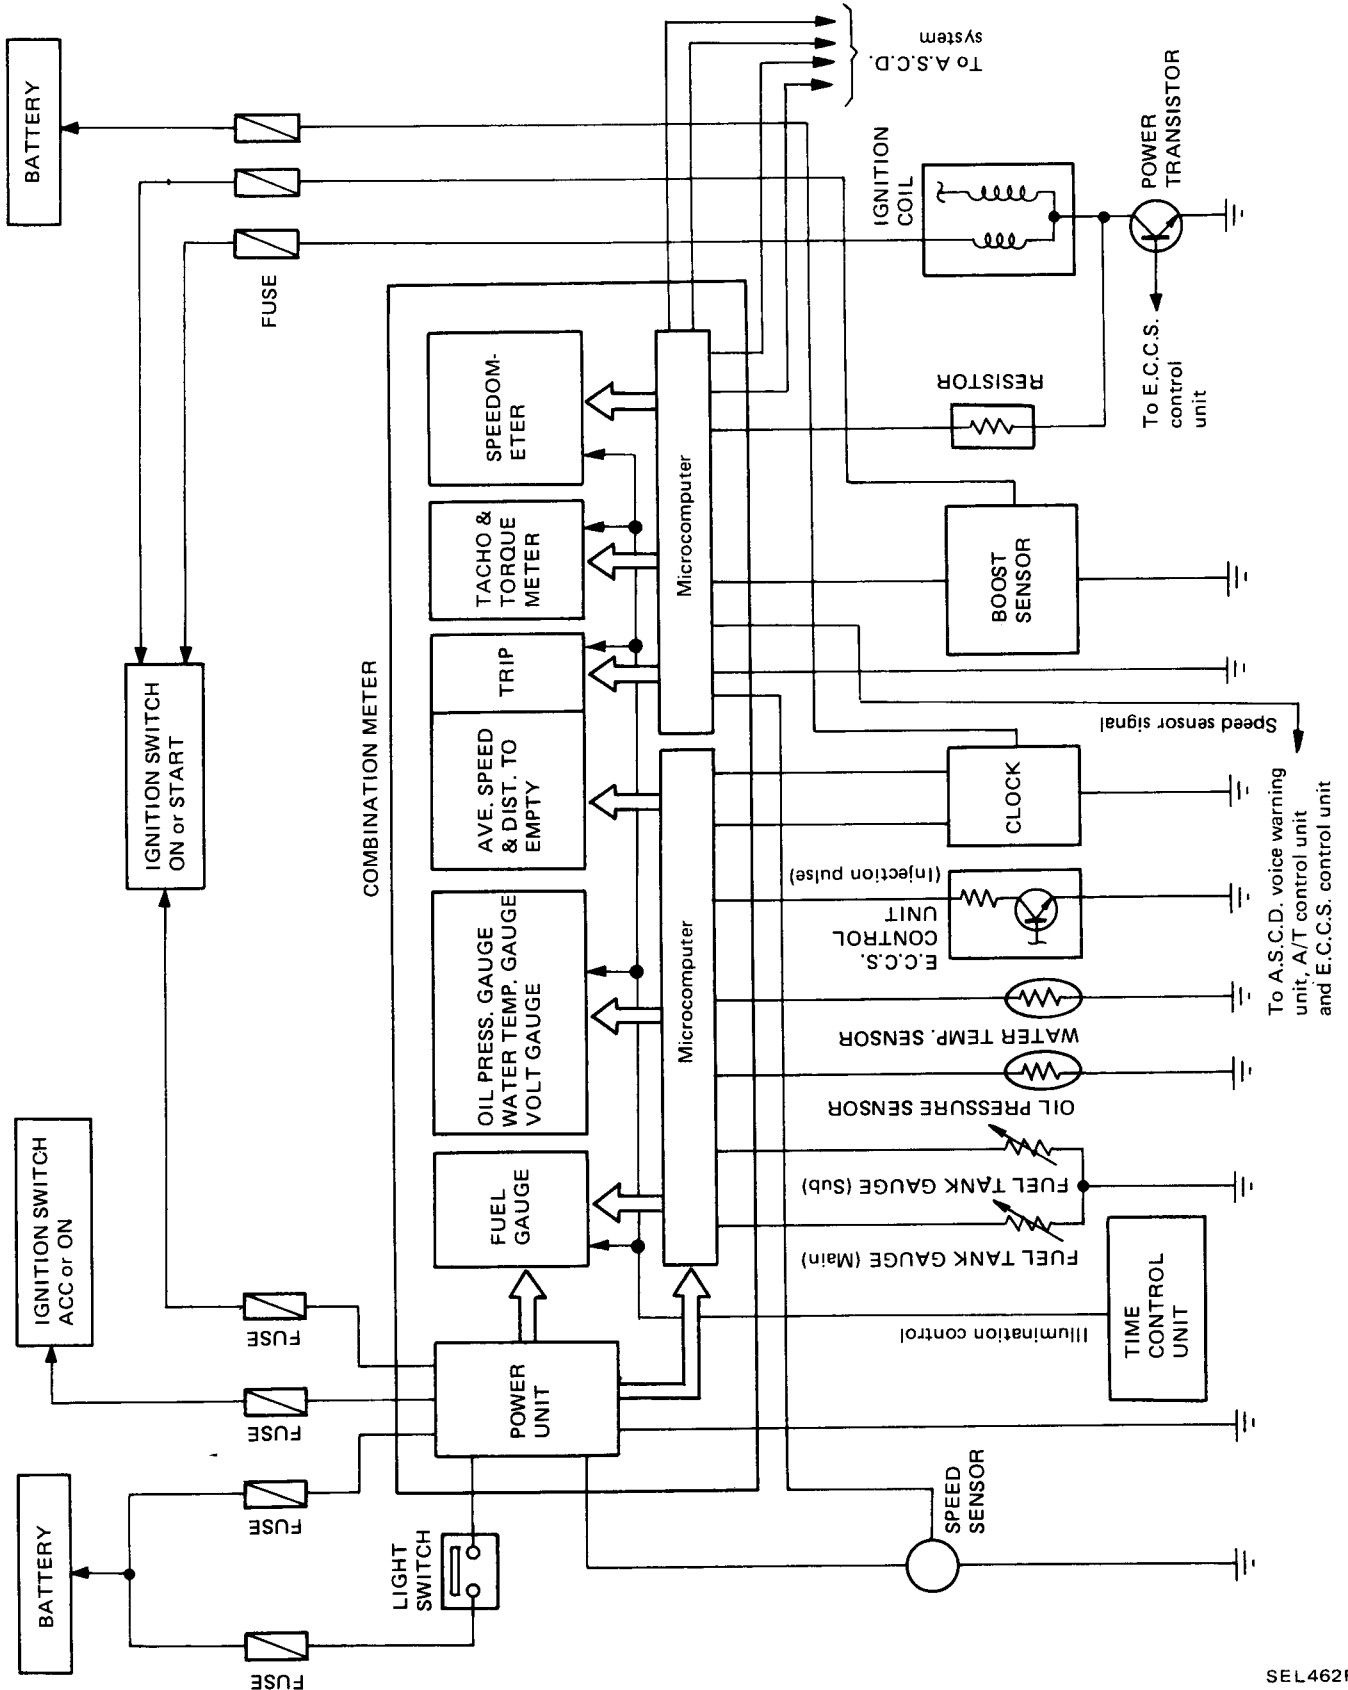 BATTERY
FUSE
FUSE
LIGHT
SWITCH
IGNITION SWITCH
ACC or ON
FUSE
FUSE
IGNITION SWITCH
ON or START
BATTERY
FUSE
COMBINATION METER
POWER
UNIT
FUEL
GAUGE
OIL PRESS. GAUGE
WATER TEMP. GAUGE
VOLT GAUGE
AVE. SPEED
& DIST. TO
EMPTY
TRIP
TACHO &
TORQUE
METER
SPEEDOM-
ETER
Microcomputer
Microcomputer
To A.S.C.D.
system
SPEED
SENSOR
Illumination control
TIME
CONTROL
UNIT
FUEL TANK GAUGE (Main)
FUEL TANK GAUGE (Sub)
OIL PRESSURE SENSOR
WATER TEMP. SENSOR
E.C.C.S.
CONTROL
UNIT
(Injection pulse)
CLOCK
Speed sensor signal
To A.S.C.D. voice warning
unit, A/T control unit
and E.C.C.S. control unit
BOOST
SENSOR
RESISTOR
IGNITION
COIL
POWER
TRANSISTOR
To E.C.C.S.
control
unit